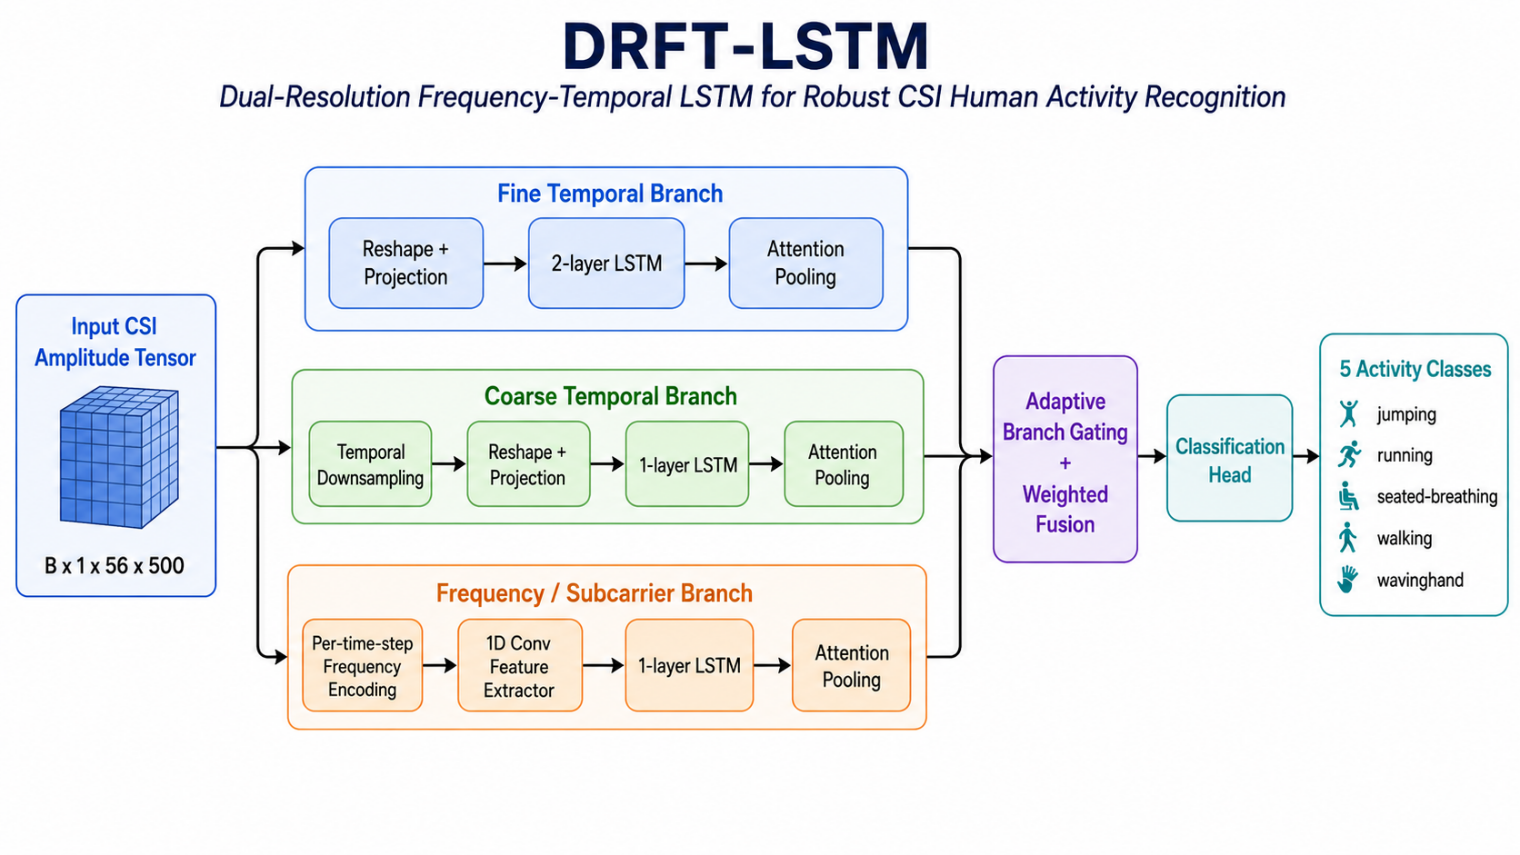 DRFT-LSTM
Dual-Resolution Frequency-Temporal LSTM for Robust CSI Human Activity Recognition
Input CSI
Amplitude Tensor
B x 1 x 56 x 500
Fine Temporal Branch
Reshape +
Projection
2-layer LSTM
Attention
Pooling
Coarse Temporal Branch
Temporal
Downsampling
Reshape +
Projection
1-layer LSTM
Attention
Pooling
Frequency / Subcarrier Branch
Per-time-step
Frequency
Encoding
1D Conv
Feature
Extractor
1-layer LSTM
Attention
Pooling
Adaptive
Branch Gating
+
Weighted
Fusion
Classification
Head
5 Activity Classes
jumping
running
seated-breathing
walking
wavinghand